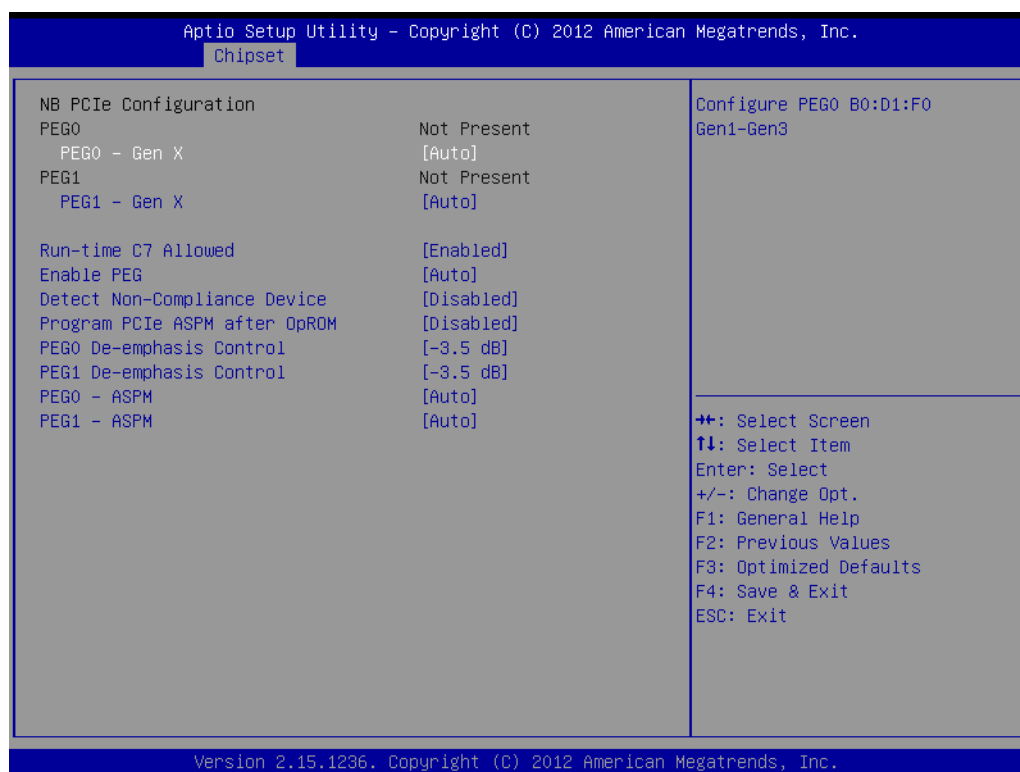 Aptio Setup Utility – Copyright (C) 2012 American Megatrends, Inc.
Chipset
NB PCIe Configuration
PEG0 Not Present
PEG0 – Gen X [Auto]
PEG1 Not Present
PEG1 – Gen X [Auto]
Run-time C7 Allowed [Enabled]
Enable PEG [Auto]
Detect Non-Compliance Device [Disabled]
Program PCIe ASPM after OpROM [Disabled]
PEG0 De-emphasis Control [-3.5 dB]
PEG1 De-emphasis Control [-3.5 dB]
PEG0 – ASPM [Auto]
PEG1 – ASPM [Auto]
Configure PEG0 B0:D1:F0
Gen1-Gen3
→←: Select Screen
↑↓: Select Item
Enter: Select
+/-: Change Opt.
F1: General Help
F2: Previous Values
F3: Optimized Defaults
F4: Save & Exit
ESC: Exit
Version 2.15.1236. Copyright (C) 2012 American Megatrends, Inc.